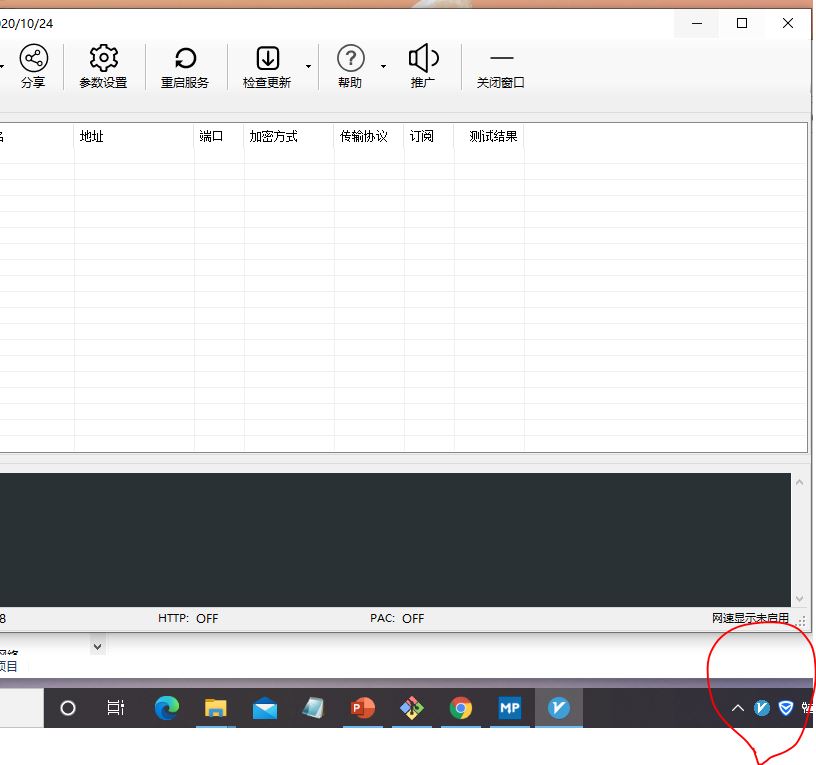 20/10/24
分享 参数设置 重启服务 检查更新 帮助 推广 关闭窗口
地址 端口 加密方式 传输协议 订阅 测试结果
8 HTTP: OFF PAC: OFF 网速显示未启用
项目
P MP